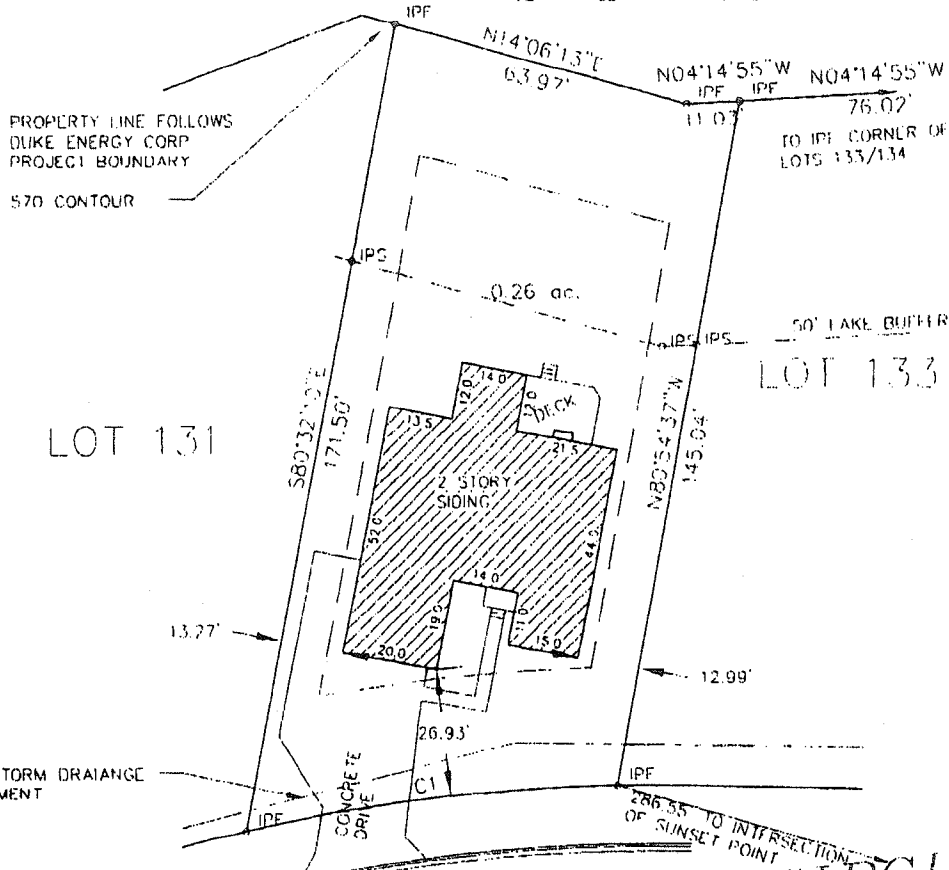 IPF
N14°06'13"E
63.97'
N04°14'55"W
N04°14'55"W
IPF
IPF
11.03'
76.02'
TO IPF CORNER OF
LOTS 133/134
PROPERTY LINE FOLLOWS
DUKE ENERGY CORP
PROJECT BOUNDARY
570 CONTOUR
IPS
0.26 ac.
IPS
IPS
50' LAKE BUFFER
LOT 133
14.0
12.0
12.0
DECK
13.5
21.5
LOT 131
171.50'
N80°54'37"W
145.04'
2 STORY
SIDING
52.0
44.0
14.0
19.0
11.0
13.27'
20.0
15.0
12.99'
26.93'
TORM DRAIANGE
MENT
C1
IPF
IPF
CONCRETE
DRIVE
286.55' TO INTERSECTION
OF SUNSET POINT